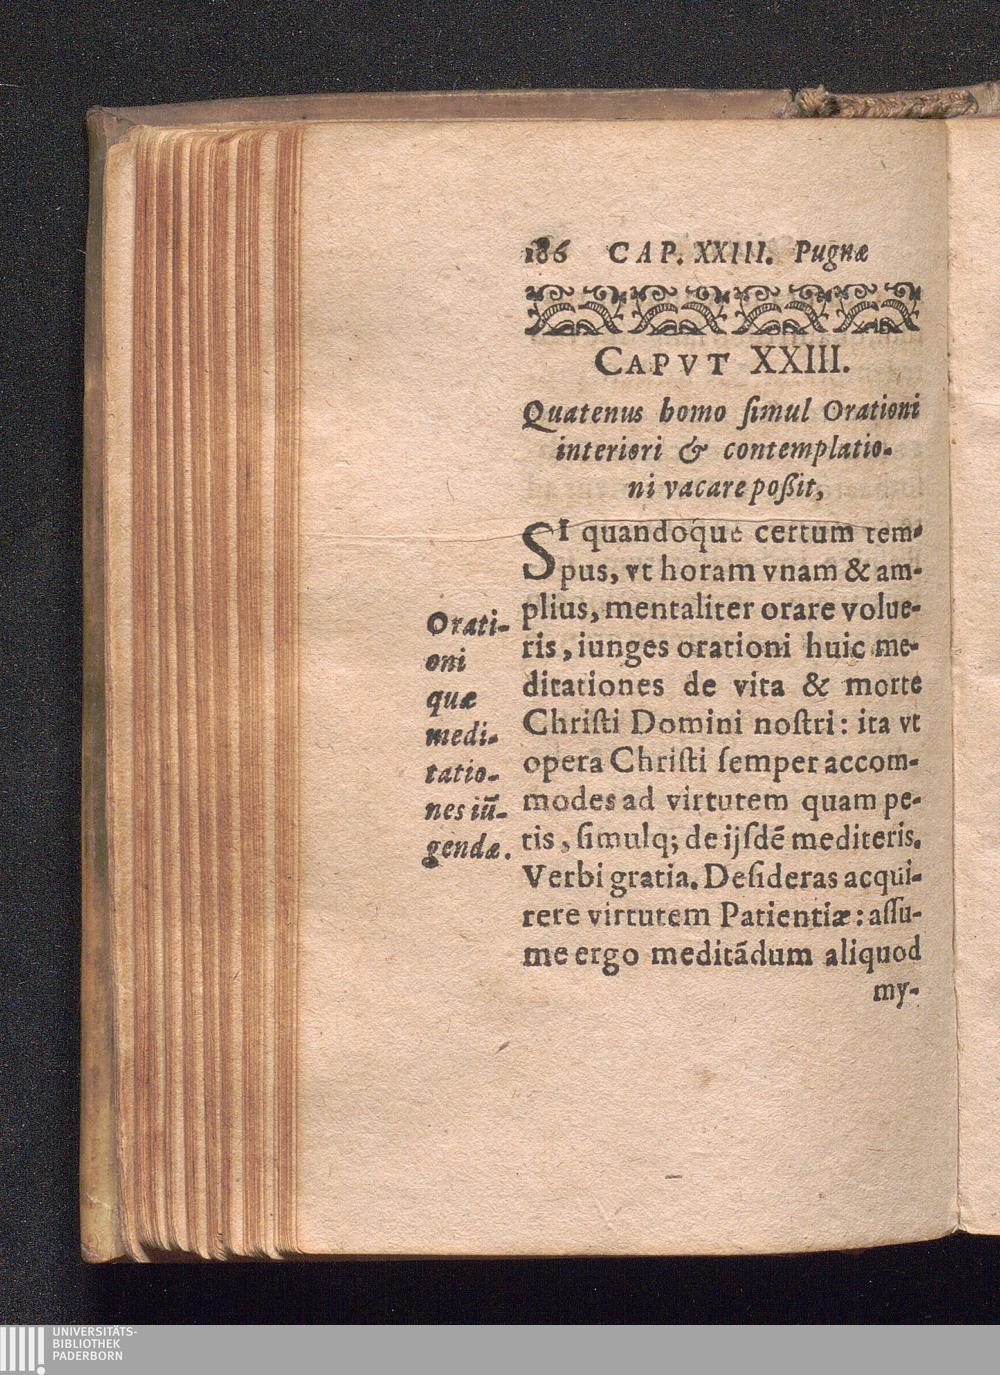 186 CAP. XXIII. Pugnæ
CAPVT XXIII.
Quatenus homo ſimul Orationi
interiori & contemplatio-
ni vacare poßit,
SI quandoque certum tem-
pus, vt horam vnam & am-
plius, mentaliter orare volue-
ris, iunges orationi huic me-
ditationes de vita & morte
Chriſti Domini noſtri: ita vt
opera Chriſti ſemper accom-
modes ad virtutem quam pe-
tis, ſimulq; de ijſdē mediteris.
Verbi gratia. Deſideras acqui-
rere virtutem Patientiæ: aſſu-
me ergo meditādum aliquod
my-
Orati-
oni
quæ
medi-
tatio-
nes iū-
gendæ.
UNIVERSITÄTS-
BIBLIOTHEK
PADERBORN